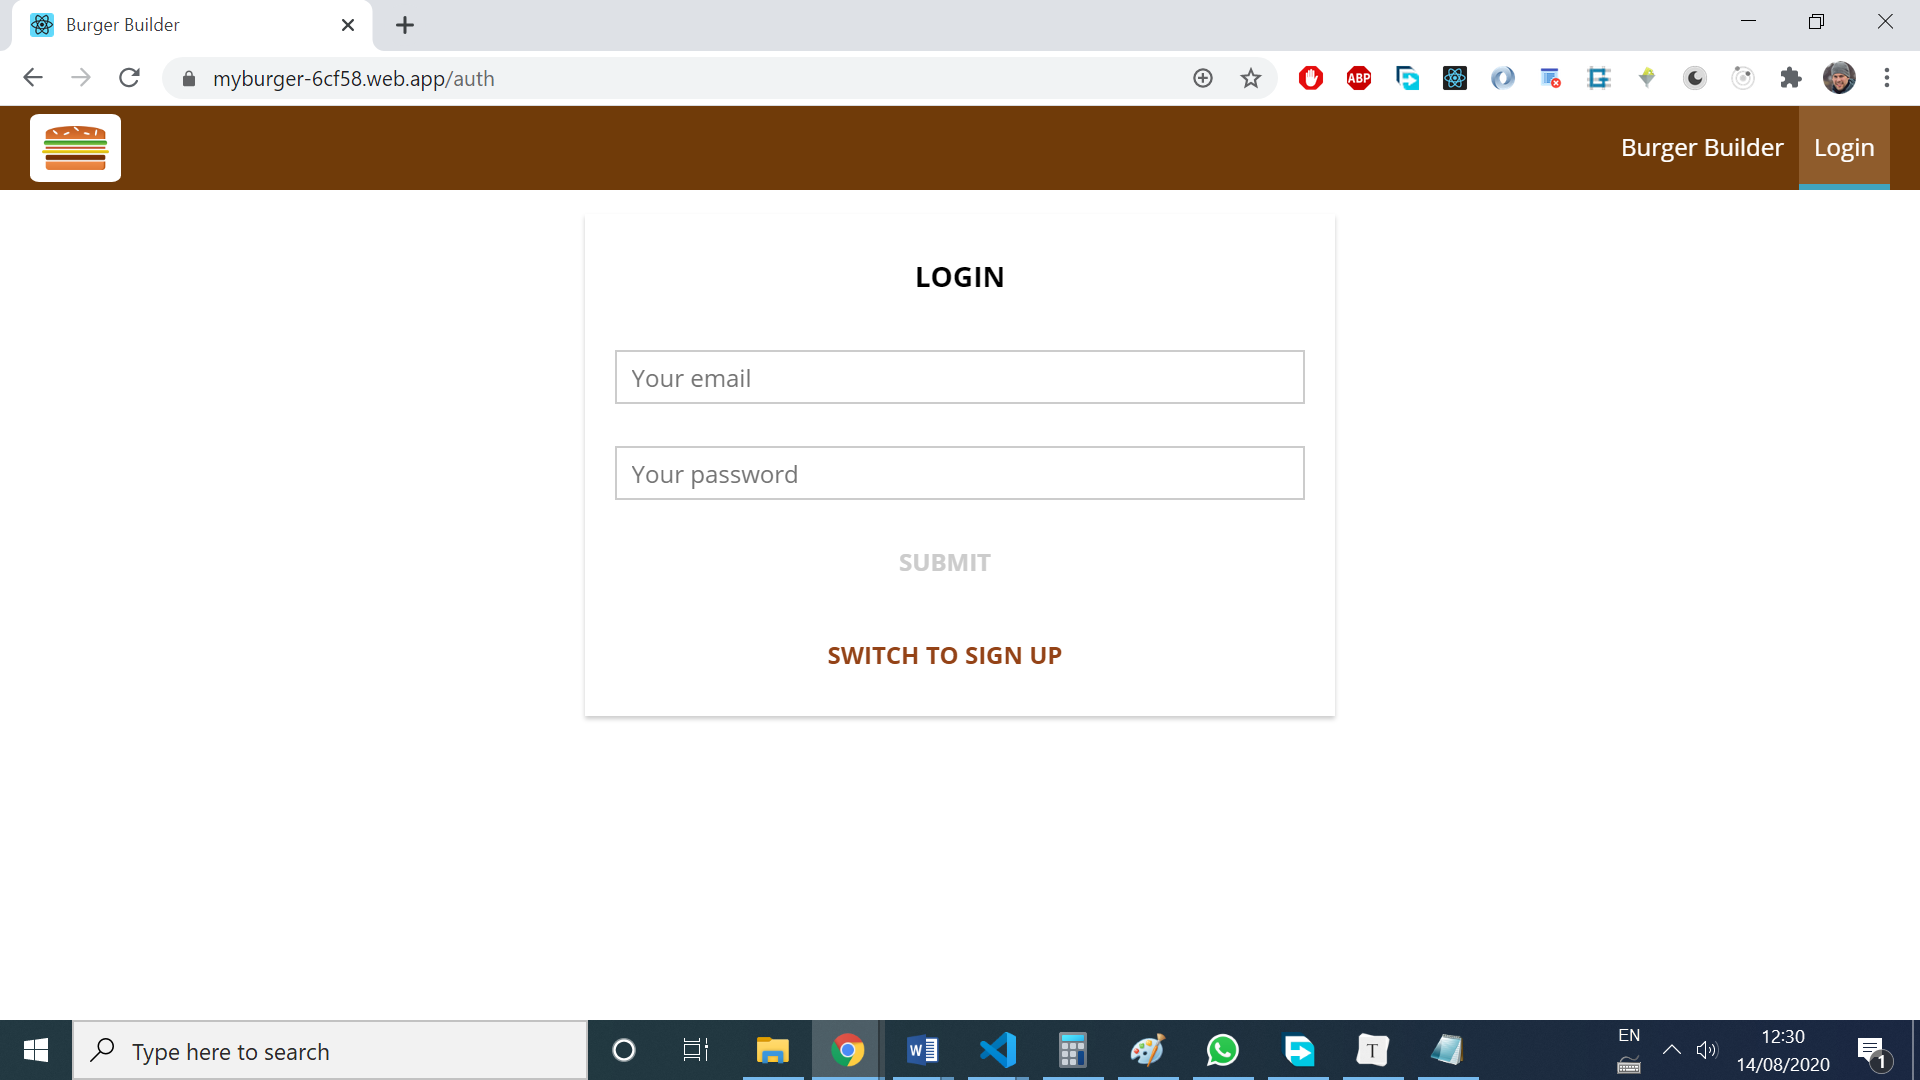 Burger Builder
myburger-6cf58.web.app/auth
ABP
Burger Builder
Login
LOGIN
Your email
Your password
SUBMIT
SWITCH TO SIGN UP
Type here to search
W
T
EN
12:30
14/08/2020
1